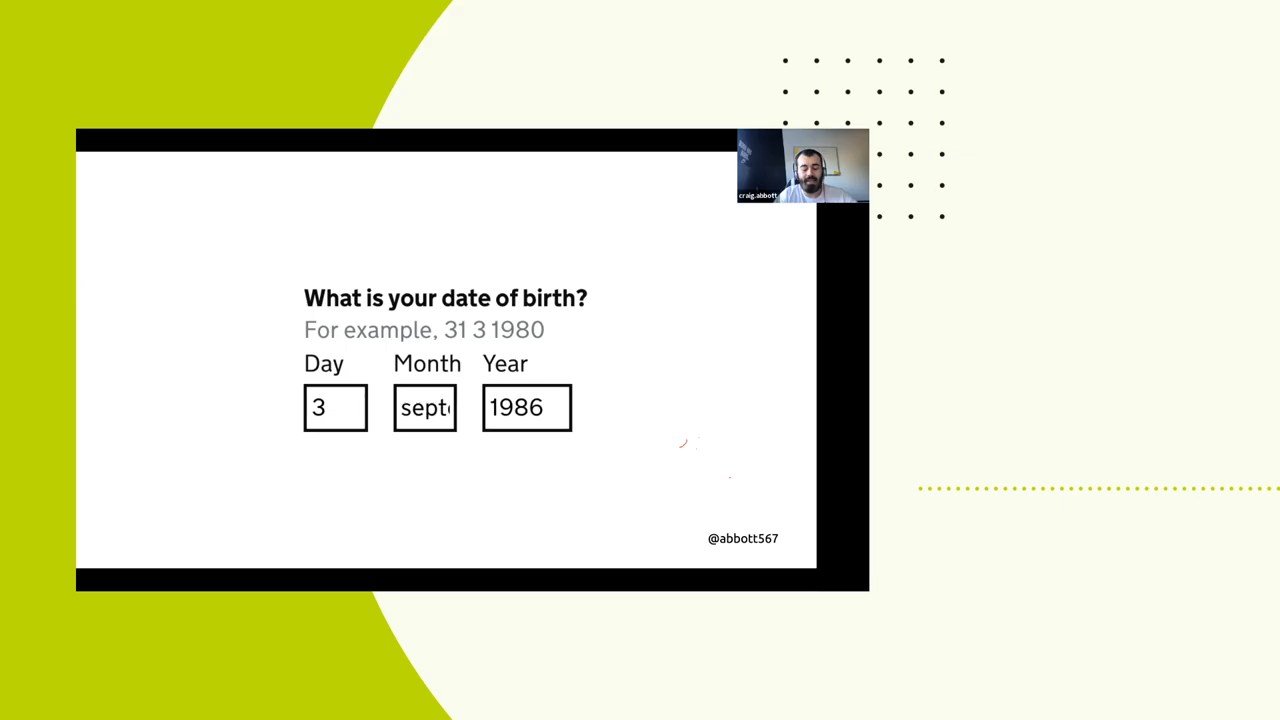 craig.abbott
What is your date of birth?
For example, 31 3 1980
Day Month Year
3 sept 1986
@abbott567